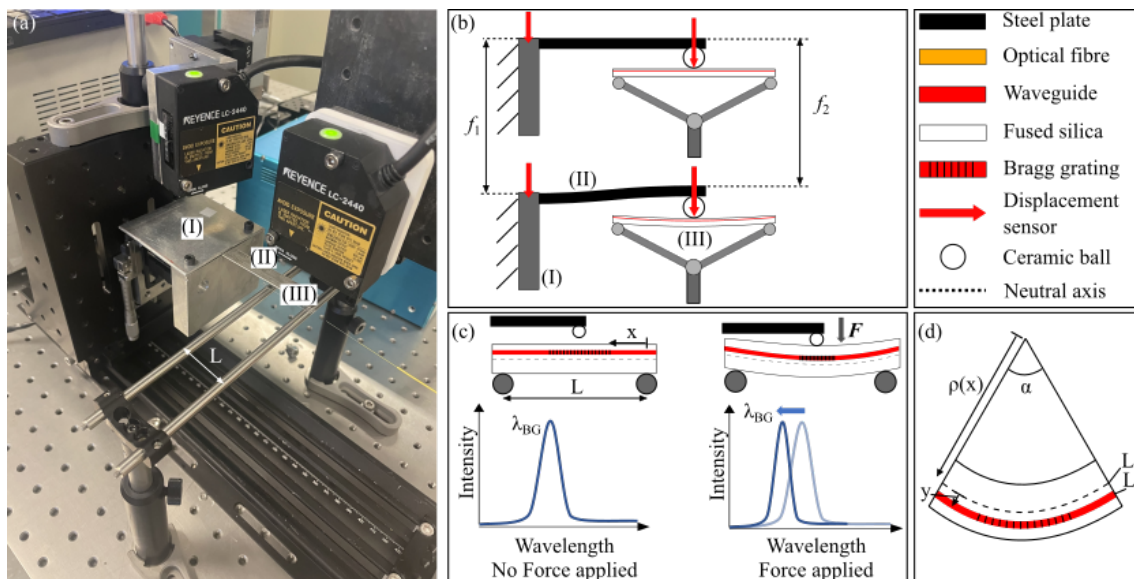 (a)
KEYENCE LC-2440
CAUTION
KEYENCE LC-2440
CAUTION
(I)
(II)
(III)
L
(b)
f1
f2
(II)
(III)
(I)
Steel plate
Optical fibre
Waveguide
Fused silica
Bragg grating
Displacement
sensor
Ceramic ball
Neutral axis
(c)
x
L
F
λBG
Intensity
Wavelength
No Force applied
λBG
Intensity
Wavelength
Force applied
(d)
ρ(x)
α
y
L
L